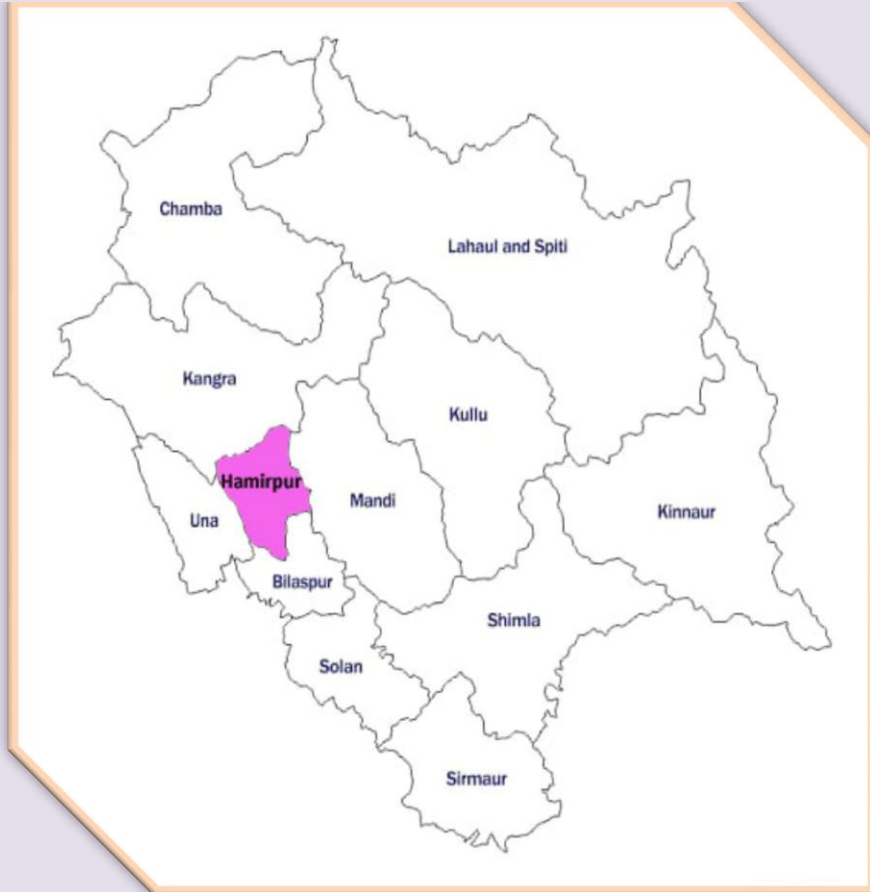 Chamba
Lahaul and Spiti
Kangra
Kullu
Hamirpur
Mandi
Una
Kinnaur
Bilaspur
Shimla
Solan
Sirmaur